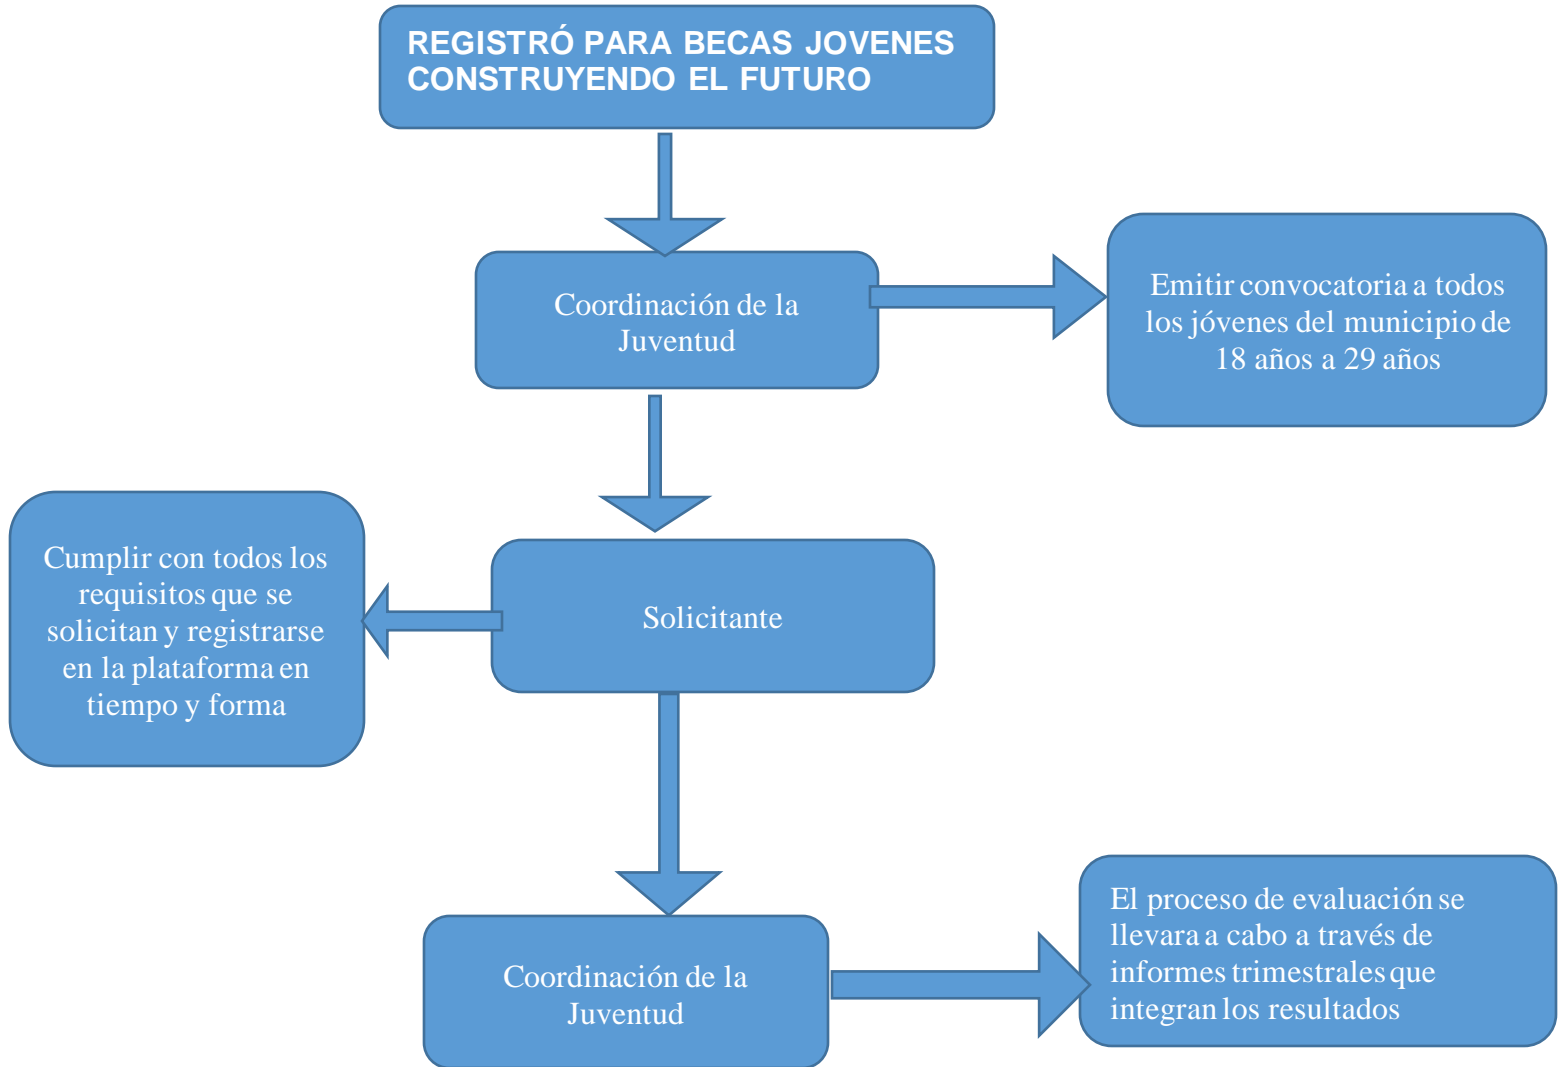 REGISTRÓ PARA BECAS JOVENES
CONSTRUYENDO EL FUTURO
Coordinación de la
Juventud
Emitir convocatoria a todos
los jóvenes del municipio de
18 años a 29 años
Cumplir con todos los
requisitos que se
solicitan y registrarse
en la plataforma en
tiempo y forma
Solicitante
Coordinación de la
Juventud
El proceso de evaluación se
llevara a cabo a través de
informes trimestrales que
integran los resultados